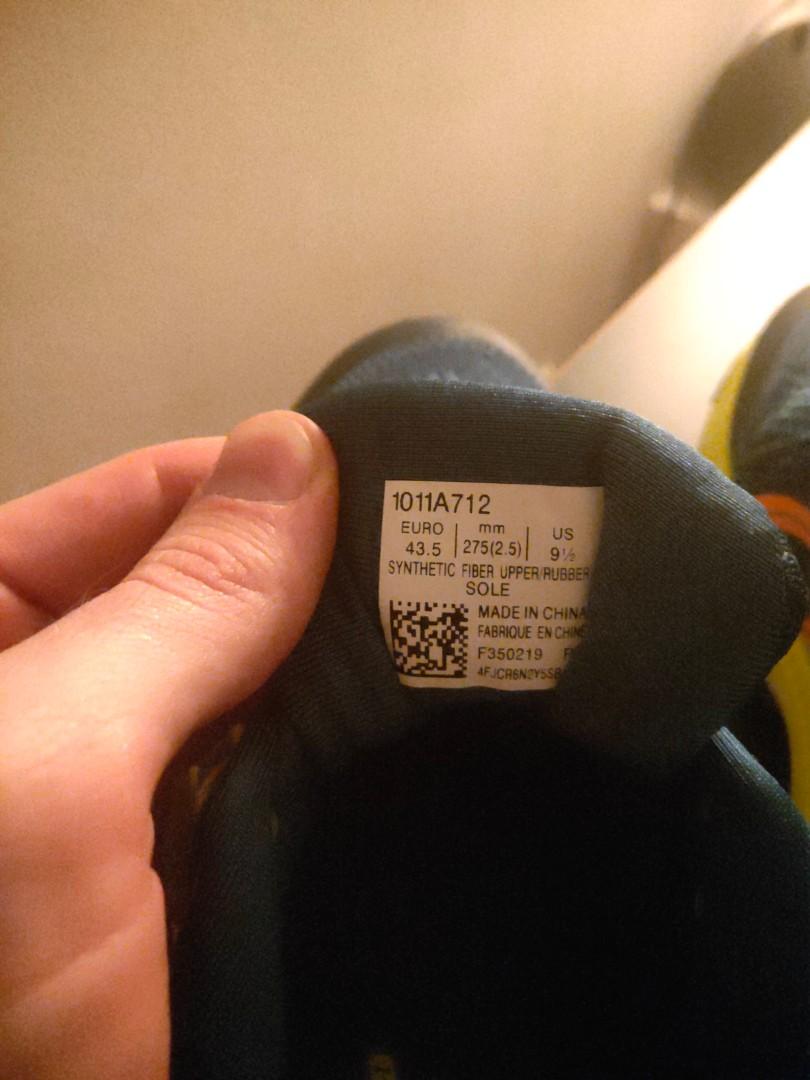 1011A712
EURO mm US
43.5 275(2.5) 9½
SYNTHETIC FIBER UPPER/RUBBER
SOLE
MADE IN CHINA
FABRIQUE EN CHINE
F350219